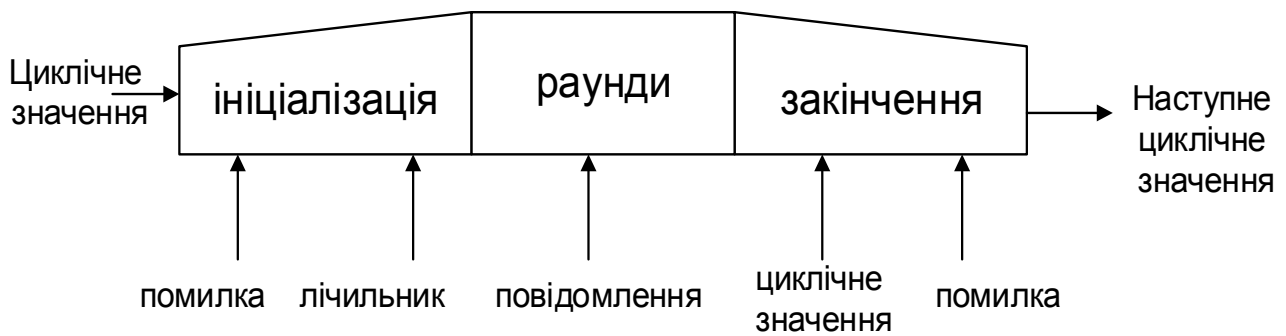 Циклічне
значення
ініціалізація
раунди
закінчення
Наступне
циклічне
значення
помилка
лічильник
повідомлення
циклічне
значення
помилка